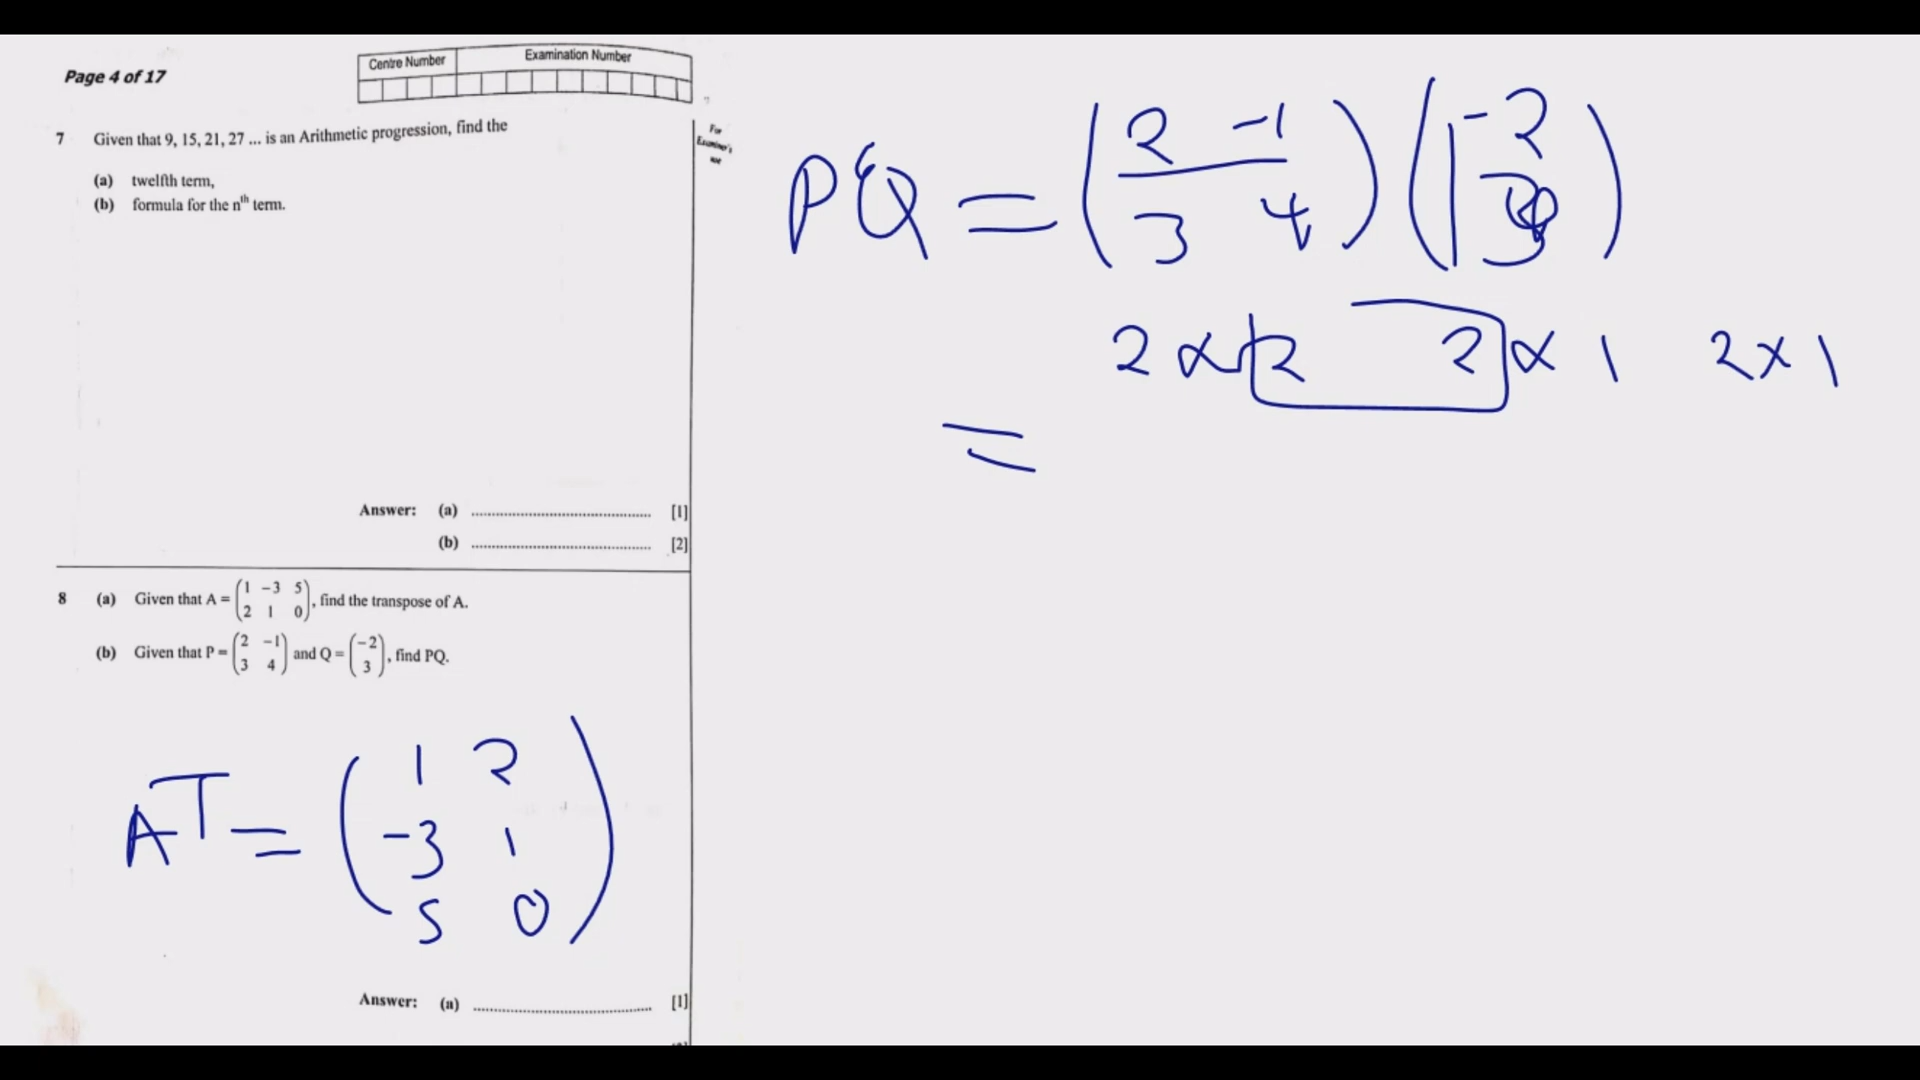 Page 4 of 17
Centre Number
Examination Number
For
Examiner's
use
7 Given that 9, 15, 21, 27 ... is an Arithmetic progression, find the
(a) twelfth term,
(b) formula for the nth term.
Answer: (a) ........................................ [1]
(b) ........................................ [2]
8 (a) Given that A = (1 −3 5
2 1 0), find the transpose of A.
(b) Given that P = (2 −1
3 4) and Q = (−2
3), find PQ.
AT = (1 2
-3 1
5 0)
Answer: (a) ........................................ [1]
PQ = (2 -1
3 4) (-2
3)
2 x 2 2 x 1 2 x 1
=